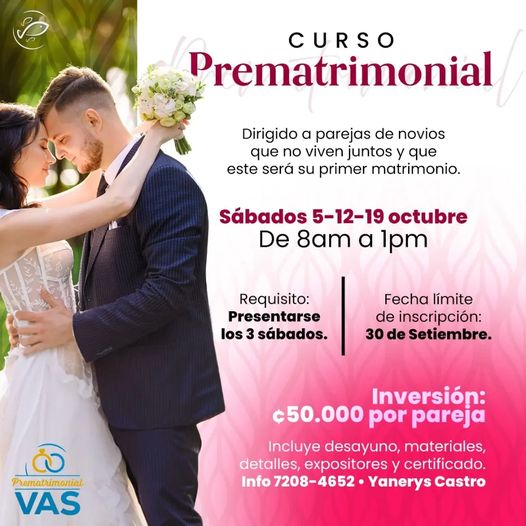 CURSO
Prematrimonial
Dirigido a parejas de novios
que no viven juntos y que
este será su primer matrimonio.
Sábados 5-12-19 octubre
De 8am a 1pm
Requisito:
Presentarse
los 3 sábados.
Fecha límite
de inscripción:
30 de Setiembre.
Inversión:
₡50.000 por pareja
Incluye desayuno, materiales,
detalles, expositores y certificado.
Info 7208-4652 • Yanerys Castro
Prematrimonial
VAS